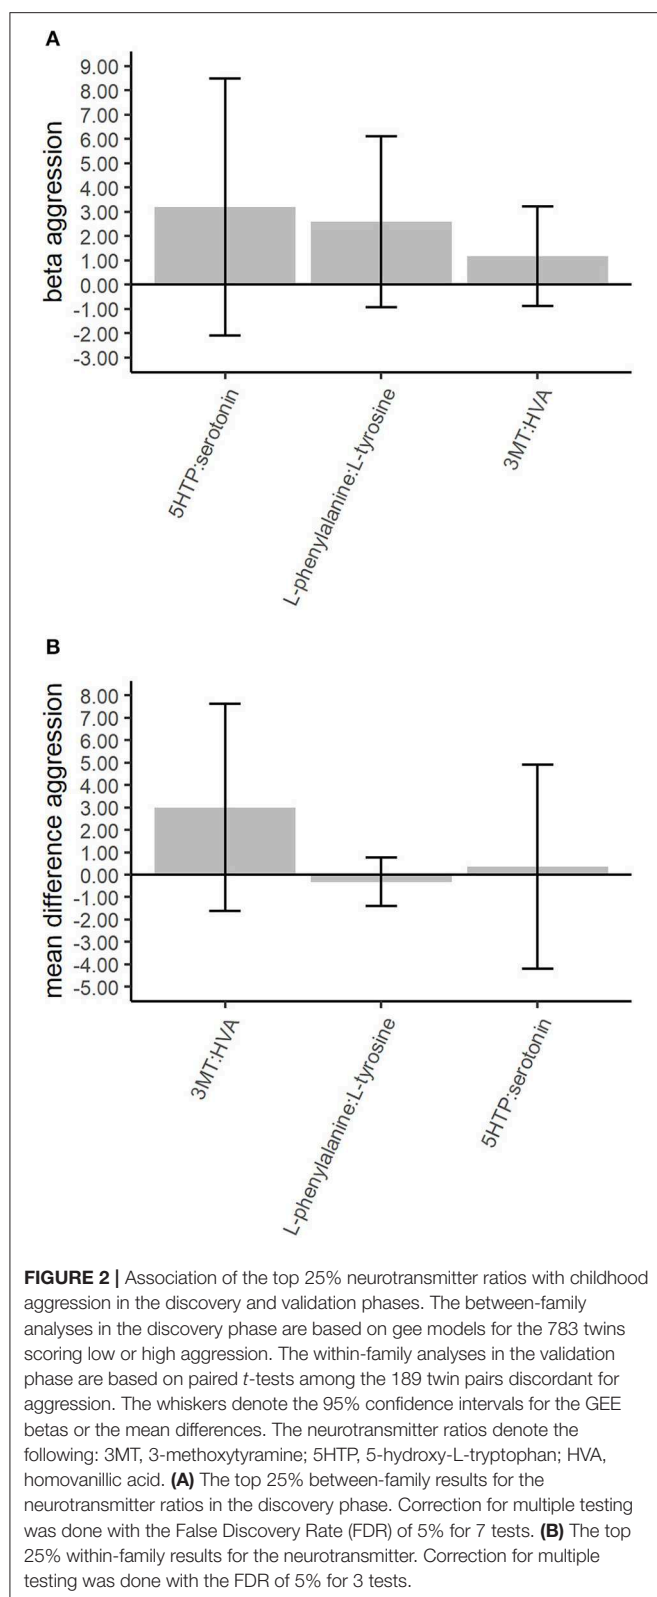 A
9.00
8.00
7.00
6.00
5.00
4.00
3.00
2.00
1.00
0.00
-1.00
-2.00
-3.00
beta aggression
5HTP:serotonin
L-phenylalanine:L-tyrosine
3MT:HVA
B
8.00
7.00
6.00
5.00
4.00
3.00
2.00
1.00
0.00
-1.00
-2.00
-3.00
-4.00
-5.00
mean difference aggression
3MT:HVA
L-phenylalanine:L-tyrosine
5HTP:serotonin
FIGURE 2 | Association of the top 25% neurotransmitter ratios with childhood
aggression in the discovery and validation phases. The between-family
analyses in the discovery phase are based on gee models for the 783 twins
scoring low or high aggression. The within-family analyses in the validation
phase are based on paired t-tests among the 189 twin pairs discordant for
aggression. The whiskers denote the 95% confidence intervals for the GEE
betas or the mean differences. The neurotransmitter ratios denote the
following: 3MT, 3-methoxytyramine; 5HTP, 5-hydroxy-L-tryptophan; HVA,
homovanillic acid. (A) The top 25% between-family results for the
neurotransmitter ratios in the discovery phase. Correction for multiple testing
was done with the False Discovery Rate (FDR) of 5% for 7 tests. (B) The top
25% within-family results for the neurotransmitter. Correction for multiple
testing was done with the FDR of 5% for 3 tests.